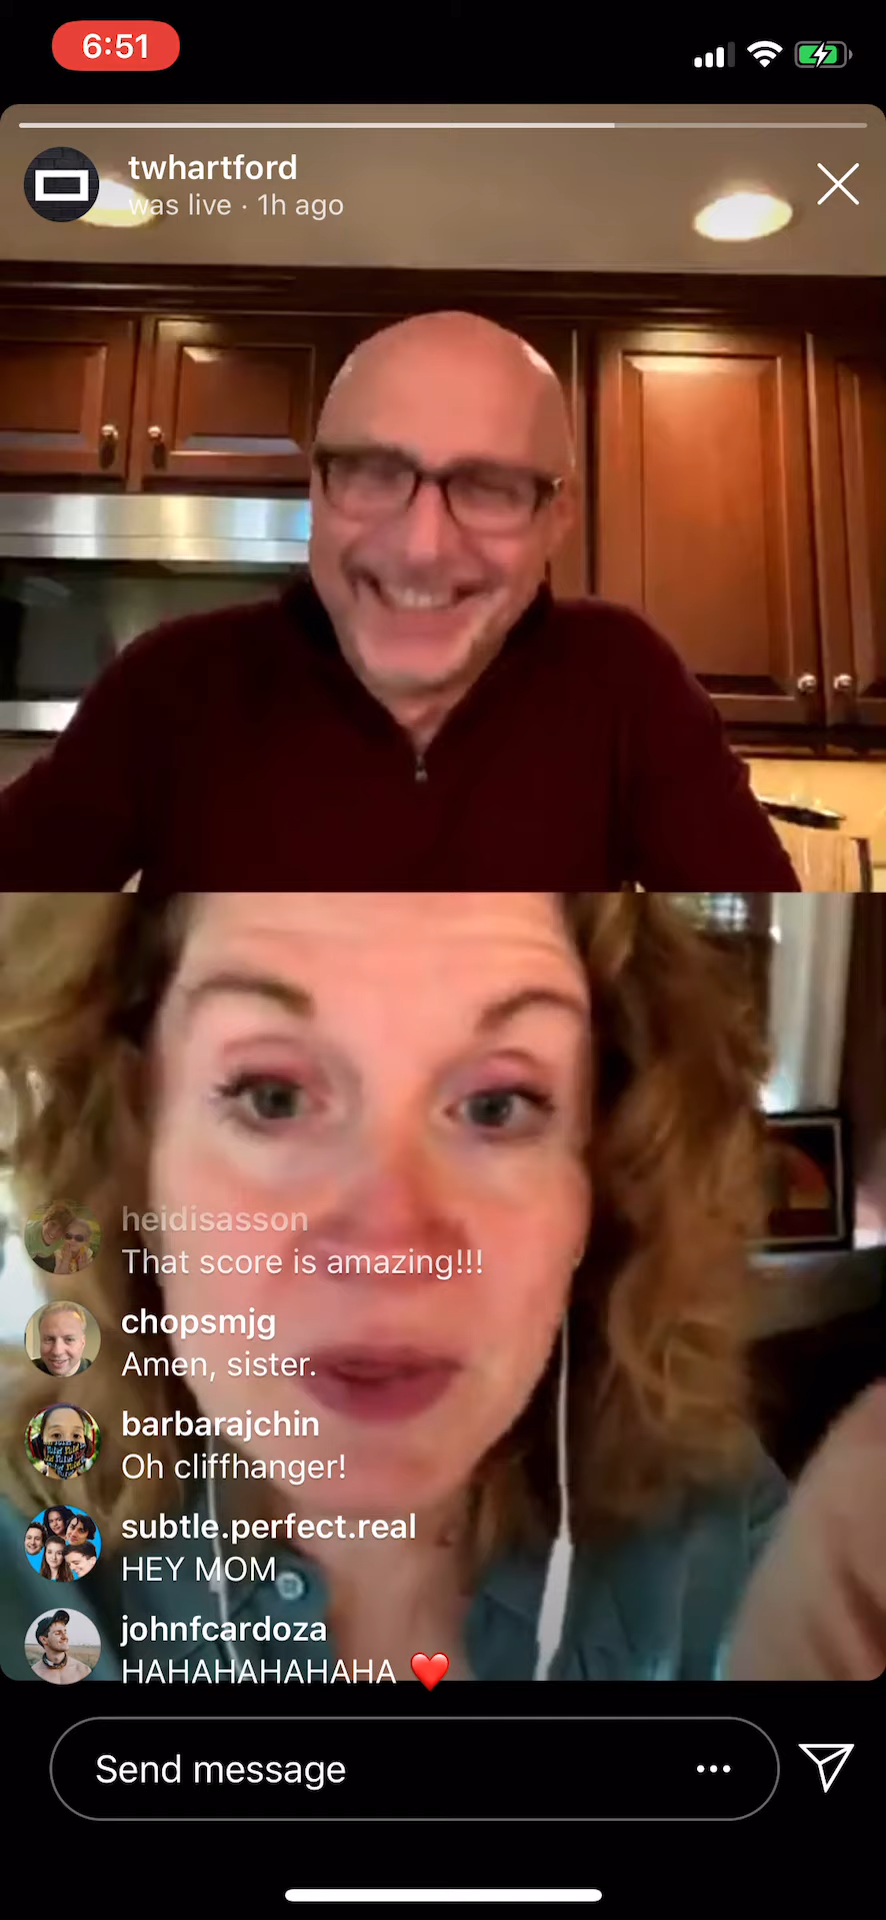 6:51
twhartford
was live · 1h ago
heidisasson
That score is amazing!!!
chopsmjg
Amen, sister.
barbarajchin
Oh cliffhanger!
subtle.perfect.real
HEY MOM
johnfcardoza
HAHAHAHAHAHA ❤️
Send message